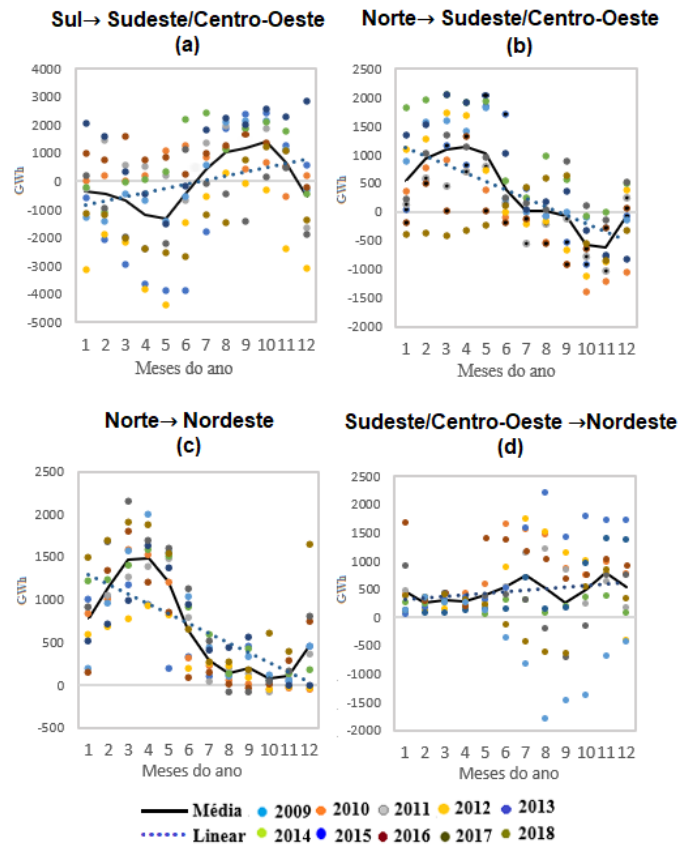 Sul→ Sudeste/Centro-Oeste
(a)
4000
3000
2000
1000
0
-1000
-2000
-3000
-4000
-5000
GWh
1 2 3 4 5 6 7 8 9 10 11 12
Meses do ano
Norte→ Sudeste/Centro-Oeste
(b)
2500
2000
1500
1000
500
0
-500
-1000
-1500
-2000
GWh
1 2 3 4 5 6 7 8 9 10 11 12
Meses do ano
Norte→ Nordeste
(c)
2500
2000
1500
1000
500
0
-500
GWh
1 2 3 4 5 6 7 8 9 10 11 12
Meses do ano
Sudeste/Centro-Oeste →Nordeste
(d)
2500
2000
1500
1000
500
0
-500
-1000
-1500
-2000
GWh
1 2 3 4 5 6 7 8 9 10 11 12
Meses do ano
Média 2009 2010 2011 2012 2013
Linear 2014 2015 2016 2017 2018